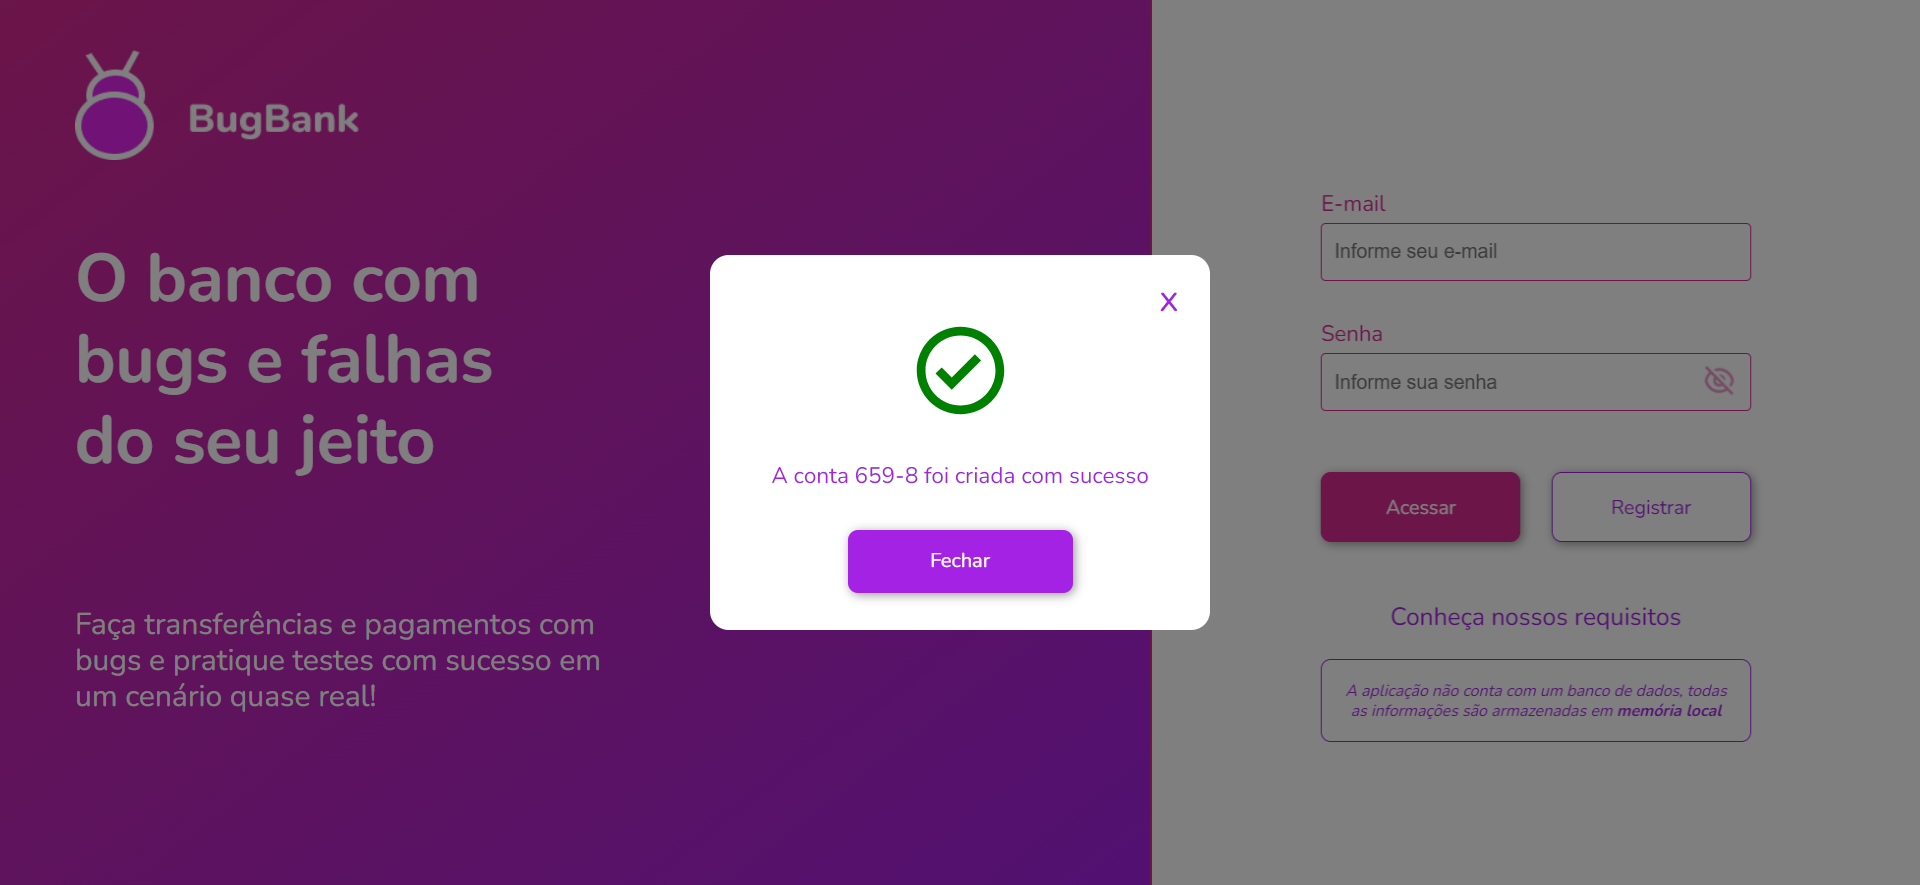 BugBank
O banco com
bugs e falhas
do seu jeito
Faça transferências e pagamentos com
bugs e pratique testes com sucesso em
um cenário quase real!
X
A conta 659-8 foi criada com sucesso
Fechar
E-mail
Informe seu e-mail
Senha
Informe sua senha
Acessar
Registrar
Conheça nossos requisitos
A aplicação não conta com um banco de dados, todas
as informações são armazenadas em memória local